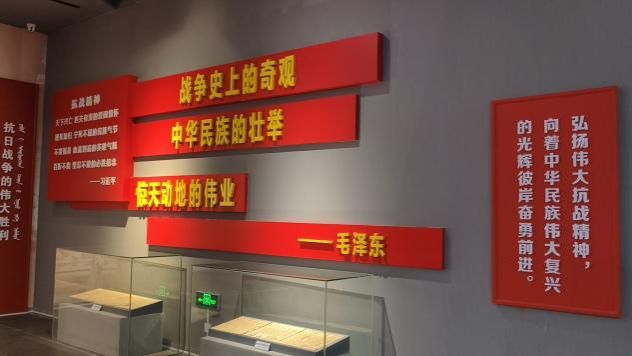 抗日战争的伟大胜利
抗战精神
天下兴亡 匹夫有责的爱国情怀
视死如归 宁死不屈的民族气节
不畏强暴 血战到底的英雄气概
百折不挠 坚忍不拔的必胜信念
——习近平
战争史上的奇观
中华民族的壮举
惊天动地的伟业
——毛泽东
弘扬伟大抗战精神，
向着中华民族伟大复兴
的光辉彼岸奋勇前进。